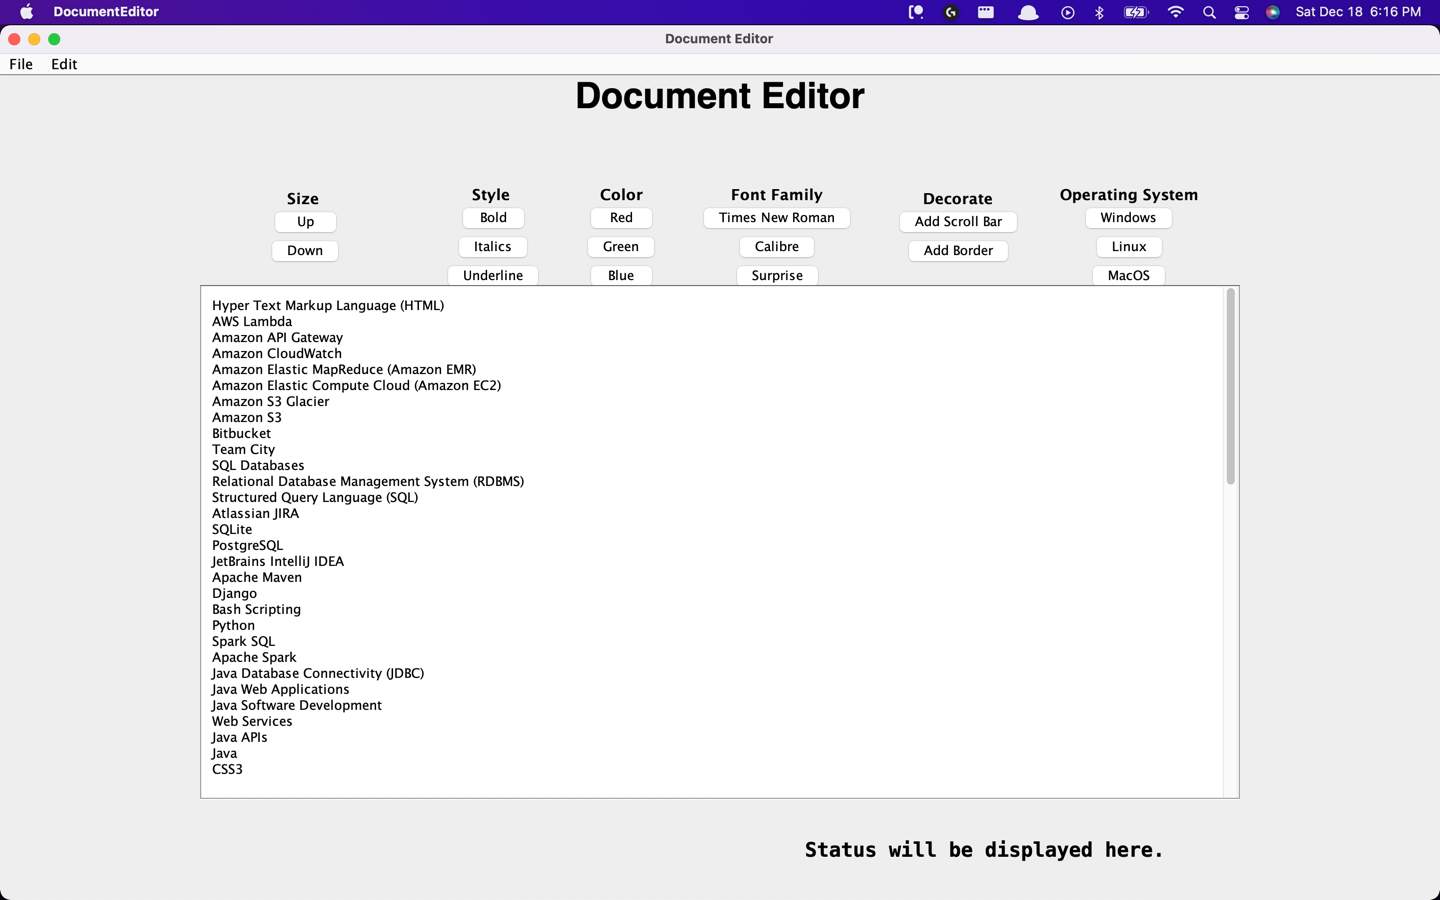 DocumentEditor Sat Dec 18 6:16 PM
Document Editor
File Edit
Document Editor
Size Style Color Font Family Decorate Operating System
Up Bold Red Times New Roman Add Scroll Bar Windows
Down Italics Green Calibre Add Border Linux
Underline Blue Surprise MacOS
Hyper Text Markup Language (HTML)
AWS Lambda
Amazon API Gateway
Amazon CloudWatch
Amazon Elastic MapReduce (Amazon EMR)
Amazon Elastic Compute Cloud (Amazon EC2)
Amazon S3 Glacier
Amazon S3
Bitbucket
Team City
SQL Databases
Relational Database Management System (RDBMS)
Structured Query Language (SQL)
Atlassian JIRA
SQLite
PostgreSQL
JetBrains IntelliJ IDEA
Apache Maven
Django
Bash Scripting
Python
Spark SQL
Apache Spark
Java Database Connectivity (JDBC)
Java Web Applications
Java Software Development
Web Services
Java APIs
Java
CSS3
Status will be displayed here.